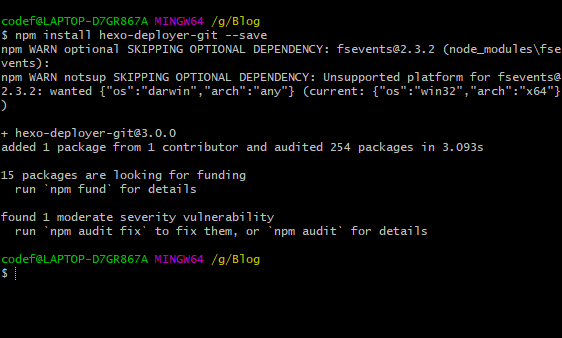 codef@LAPTOP-D7GR867A MINGW64 /g/Blog
$ npm install hexo-deployer-git --save
npm WARN optional SKIPPING OPTIONAL DEPENDENCY: fsevents@2.3.2 (node_modules\fse
vents):
npm WARN notsup SKIPPING OPTIONAL DEPENDENCY: Unsupported platform for fsevents@
2.3.2: wanted {"os":"darwin","arch":"any"} (current: {"os":"win32","arch":"x64"}
)
+ hexo-deployer-git@3.0.0
added 1 package from 1 contributor and audited 254 packages in 3.093s
15 packages are looking for funding
  run `npm fund` for details
found 1 moderate severity vulnerability
  run `npm audit fix` to fix them, or `npm audit` for details
codef@LAPTOP-D7GR867A MINGW64 /g/Blog
$